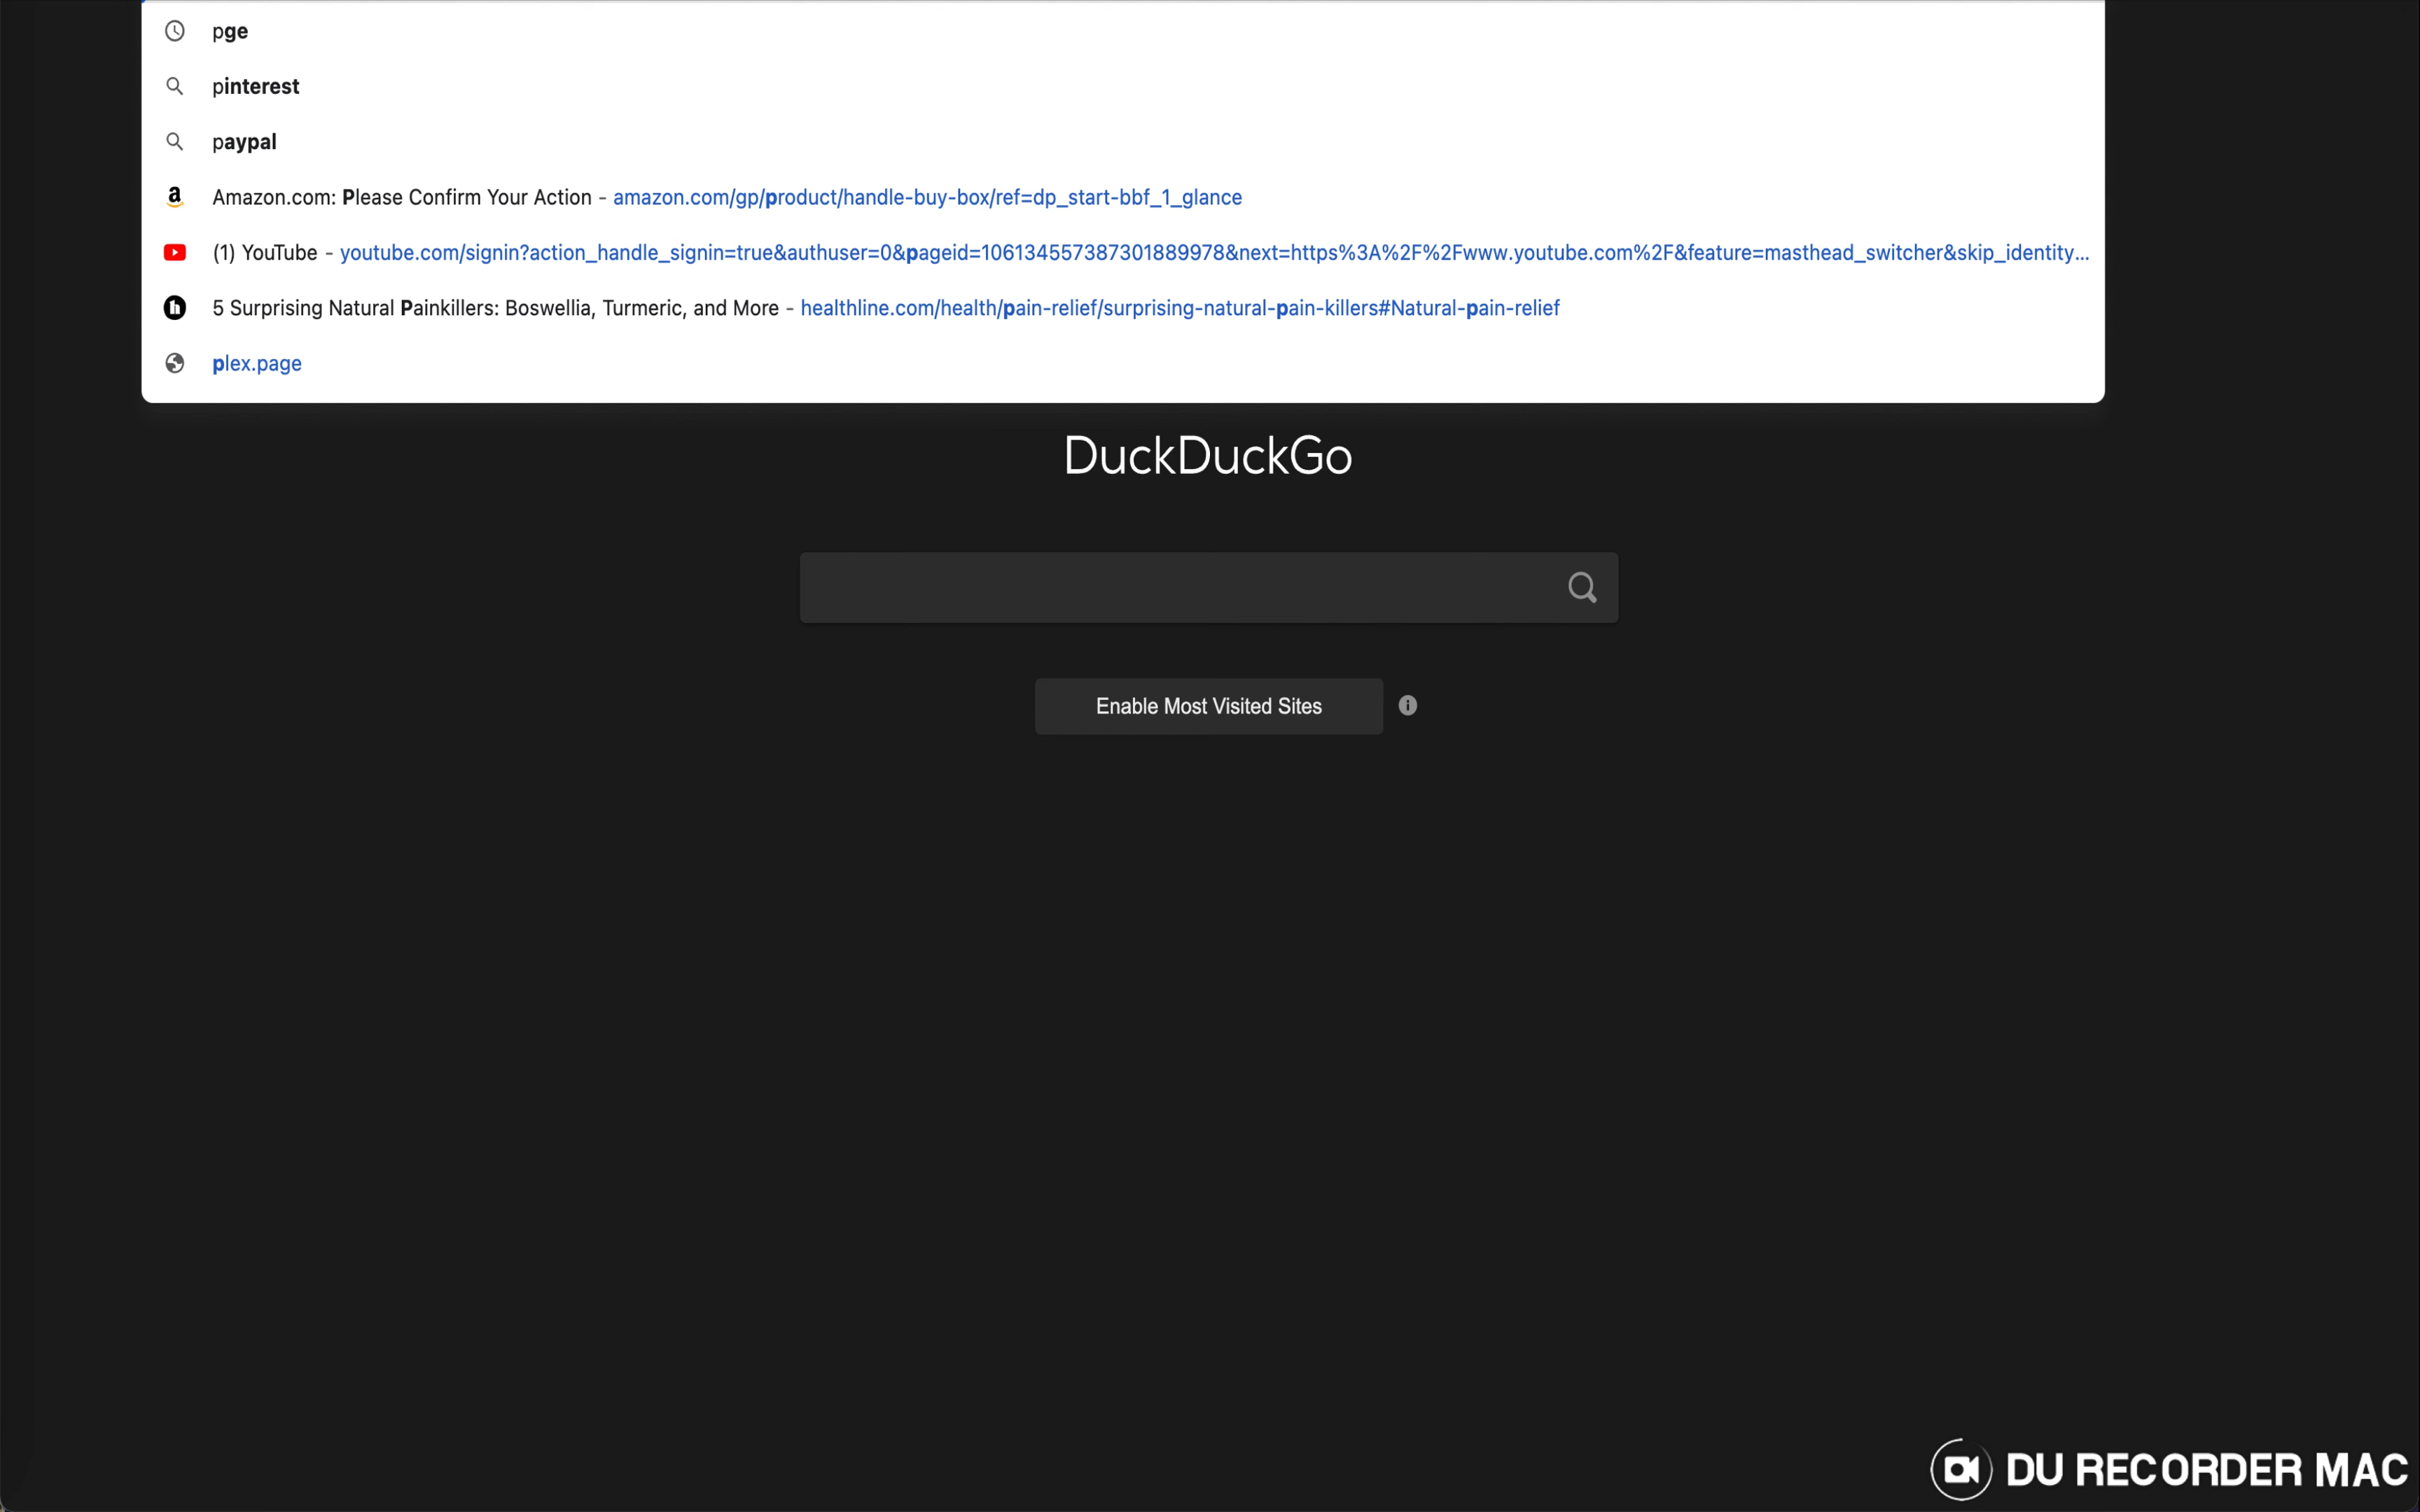 pge
pinterest
paypal
Amazon.com: Please Confirm Your Action - amazon.com/gp/product/handle-buy-box/ref=dp_start-bbf_1_glance
(1) YouTube - youtube.com/signin?action_handle_signin=true&authuser=0&pageid=106134557387301889978&next=https%3A%2F%2Fwww.youtube.com%2F&feature=masthead_switcher&skip_identity...
5 Surprising Natural Painkillers: Boswellia, Turmeric, and More - healthline.com/health/pain-relief/surprising-natural-pain-killers#Natural-pain-relief
plex.page
DuckDuckGo
Enable Most Visited Sites
DU RECORDER MAC